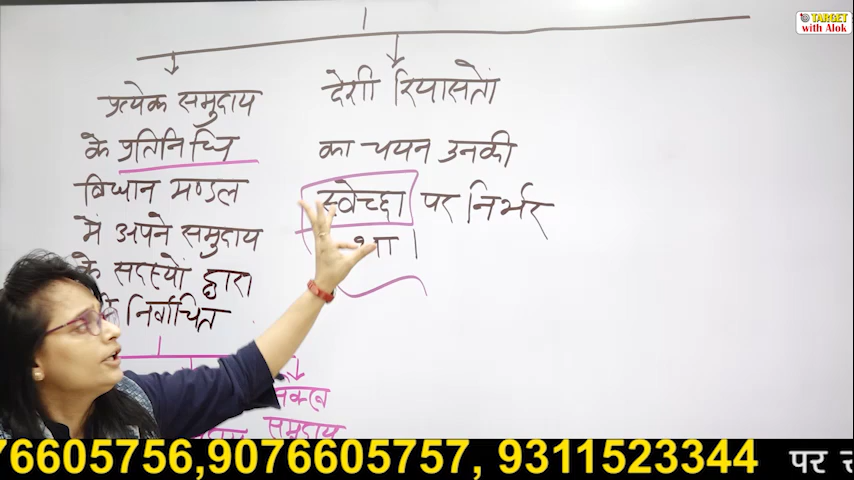 TARGET
with Alok
प्रत्येक समुदाय
के प्रतिनिधि
विधान मण्डल
में अपने समुदाय
के सदस्यों द्वारा
निर्वाचित
देशी रियासतों
का चयन उनकी
स्वेच्छा पर निर्भर
था।
समुदाय
76605756,9076605757, 9311523344 पर